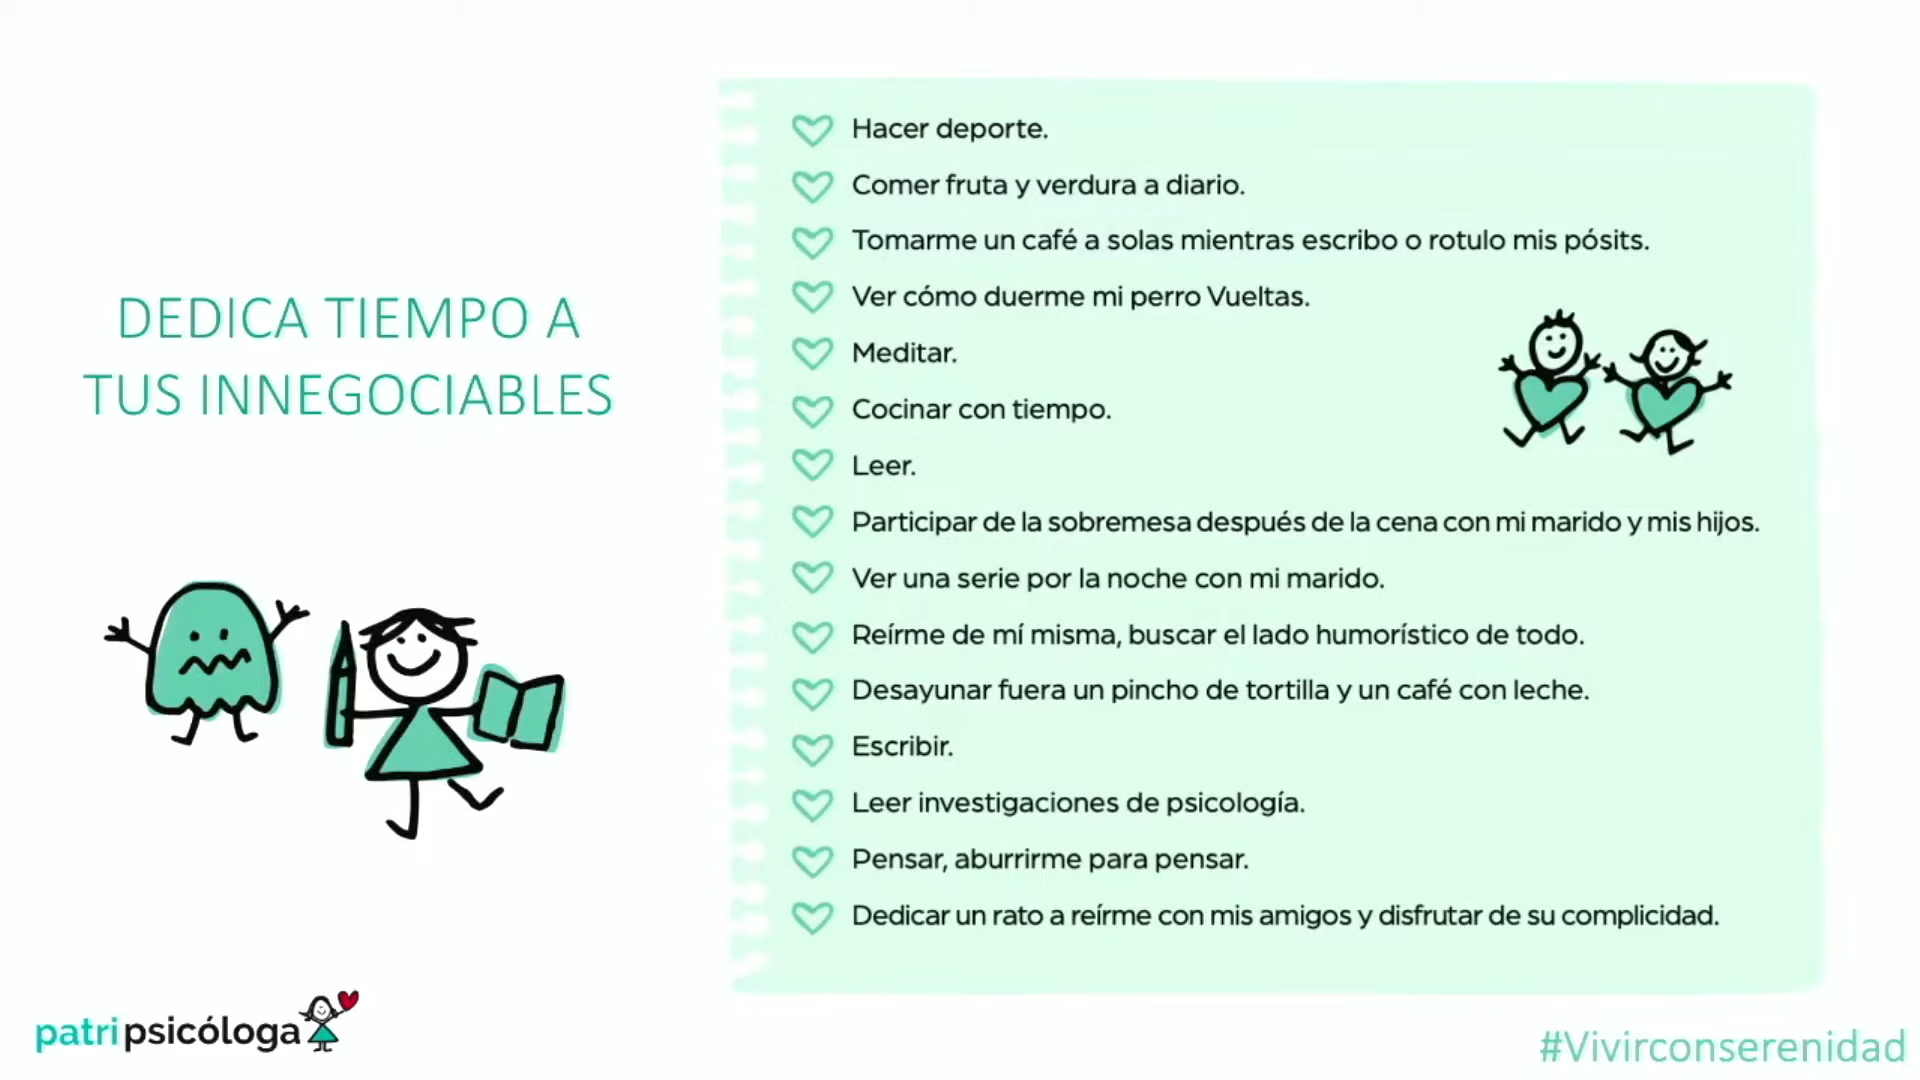 DEDICA TIEMPO A
TUS INNEGOCIABLES
Hacer deporte.
Comer fruta y verdura a diario.
Tomarme un café a solas mientras escribo o rotulo mis pósits.
Ver cómo duerme mi perro Vueltas.
Meditar.
Cocinar con tiempo.
Leer.
Participar de la sobremesa después de la cena con mi marido y mis hijos.
Ver una serie por la noche con mi marido.
Reírme de mí misma, buscar el lado humorístico de todo.
Desayunar fuera un pincho de tortilla y un café con leche.
Escribir.
Leer investigaciones de psicología.
Pensar, aburrirme para pensar.
Dedicar un rato a reírme con mis amigos y disfrutar de su complicidad.
patripsicóloga
#Vivirconserenidad